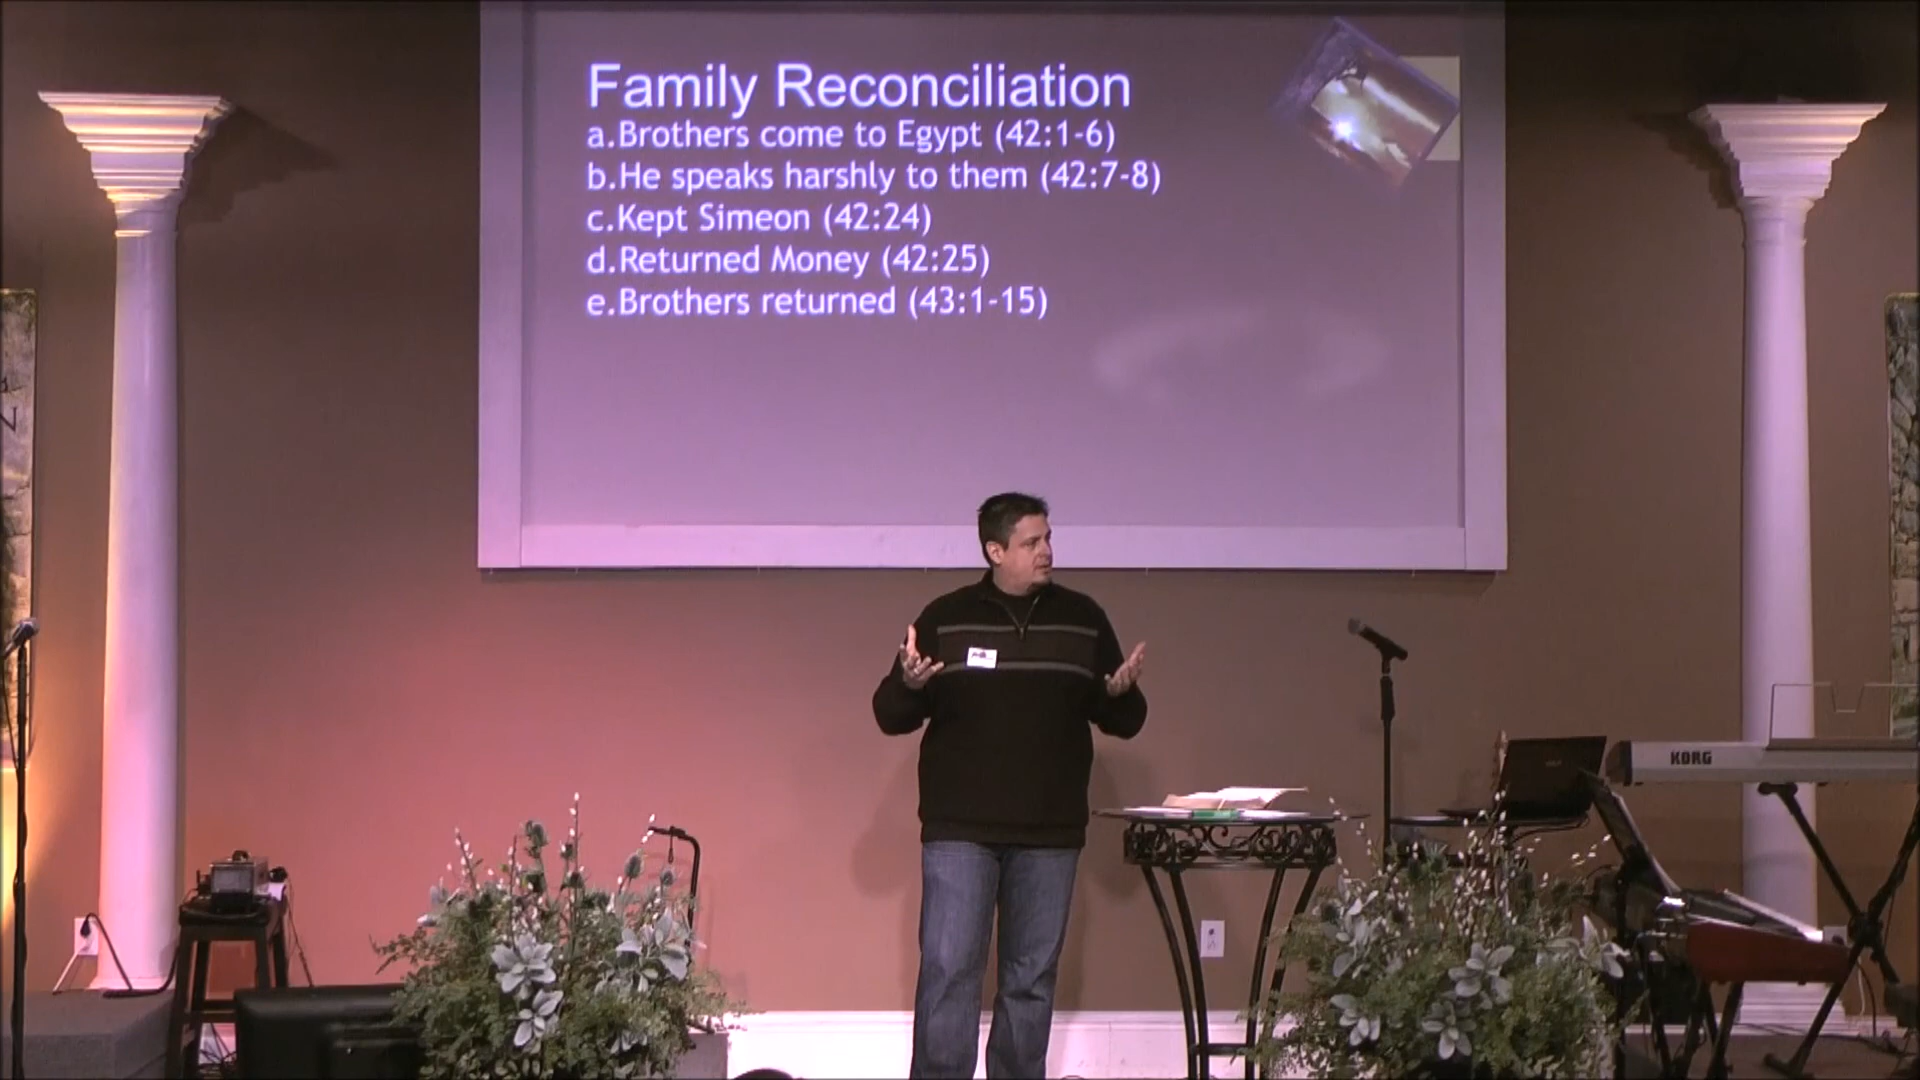 Family Reconciliation
a.Brothers come to Egypt (42:1-6)
b.He speaks harshly to them (42:7-8)
c.Kept Simeon (42:24)
d.Returned Money (42:25)
e.Brothers returned (43:1-15)
N
KORG